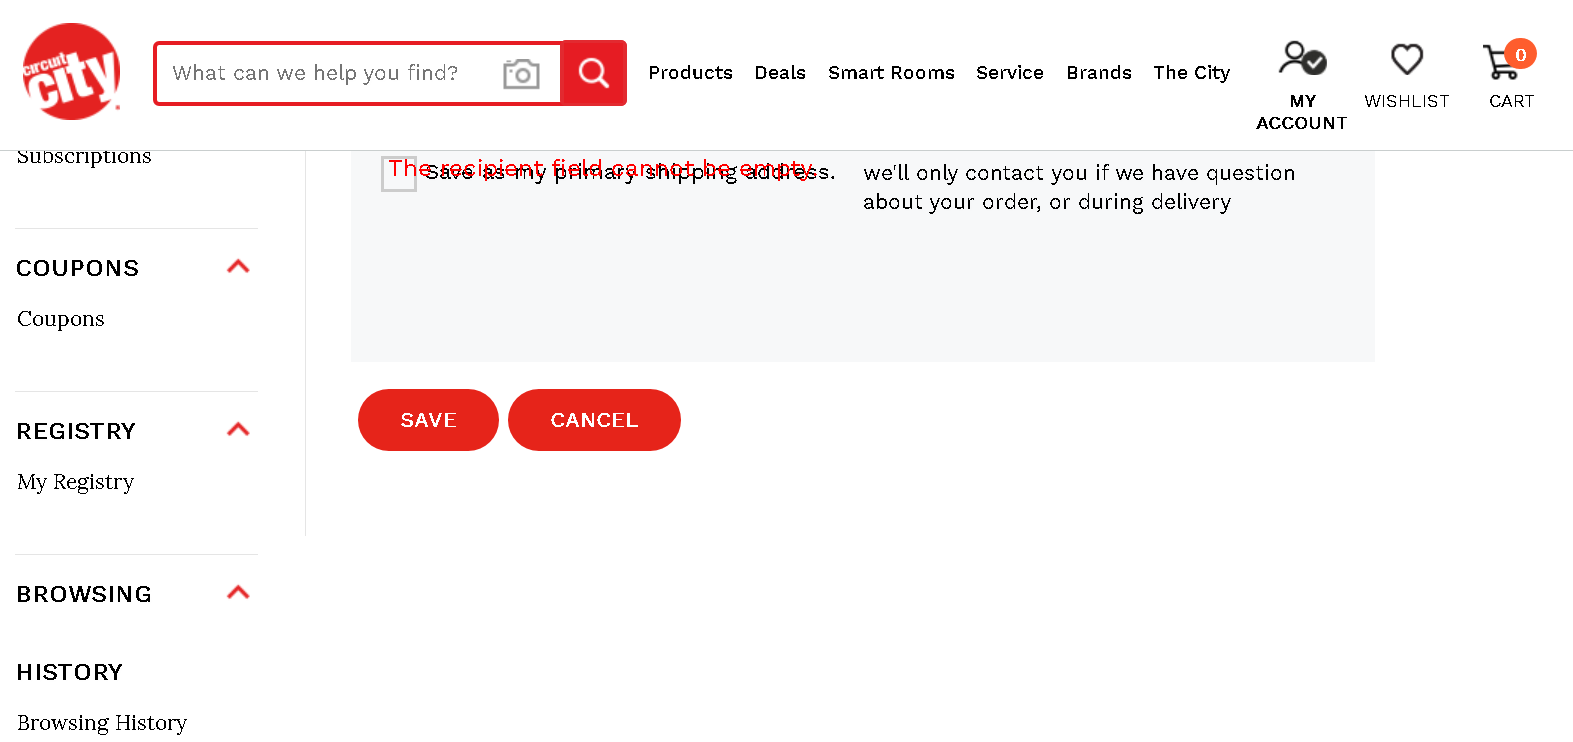 circuit
city
What can we help you find?
Products
Deals
Smart Rooms
Service
Brands
The City
MY
ACCOUNT
WISHLIST
0
CART
Subscriptions
COUPONS
Coupons
REGISTRY
My Registry
BROWSING
HISTORY
Browsing History
The recipient field cannot be empty.
Save as my primary shipping address.
we'll only contact you if we have question
about your order, or during delivery
SAVE
CANCEL